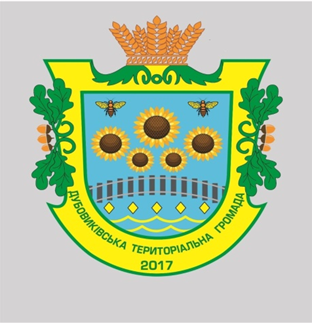 ДУБОВИКІВСЬКА ТЕРИТОРІАЛЬНА ГРОМАДА
2017